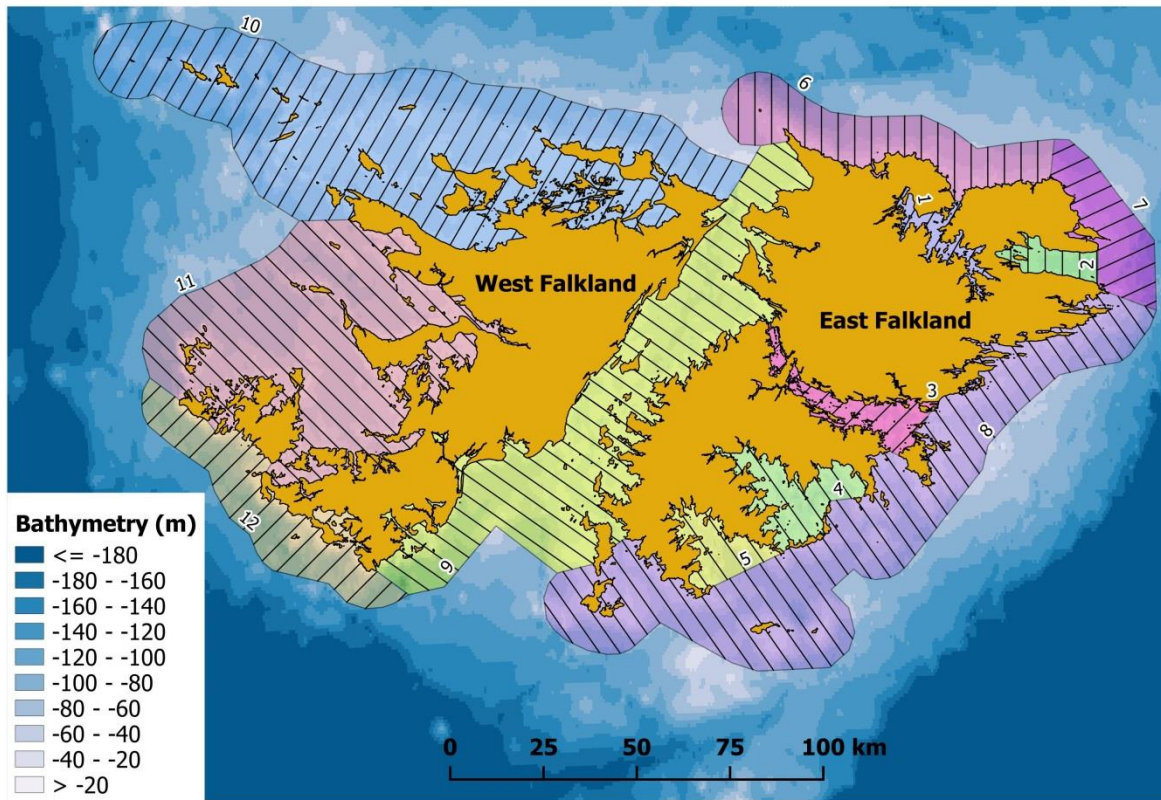 10
6
1
7
2
11
West Falkland
East Falkland
3
8
4
12
9
5
Bathymetry (m)
<= -180
-180 - -160
-160 - -140
-140 - -120
-120 - -100
-100 - -80
-80 - -60
-60 - -40
-40 - -20
> -20
0 25 50 75 100 km